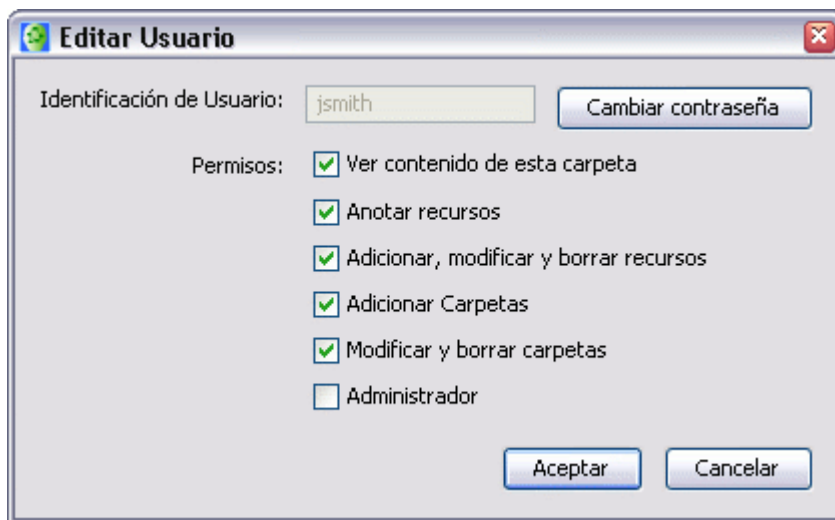 Editar Usuario
Identificación de Usuario: jsmith Cambiar contraseña
Permisos: Ver contenido de esta carpeta
Anotar recursos
Adicionar, modificar y borrar recursos
Adicionar Carpetas
Modificar y borrar carpetas
Administrador
Aceptar Cancelar